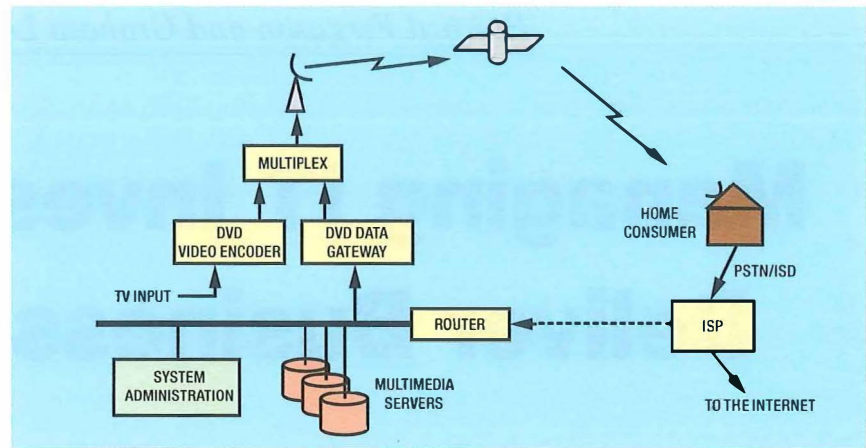 MULTIPLEX
DVD
VIDEO ENCODER
DVD DATA
GATEWAY
HOME
CONSUMER
PSTN/ISD
TV INPUT
ROUTER
ISP
SYSTEM
ADMINISTRATION
MULTIMEDIA
SERVERS
TO THE INTERNET